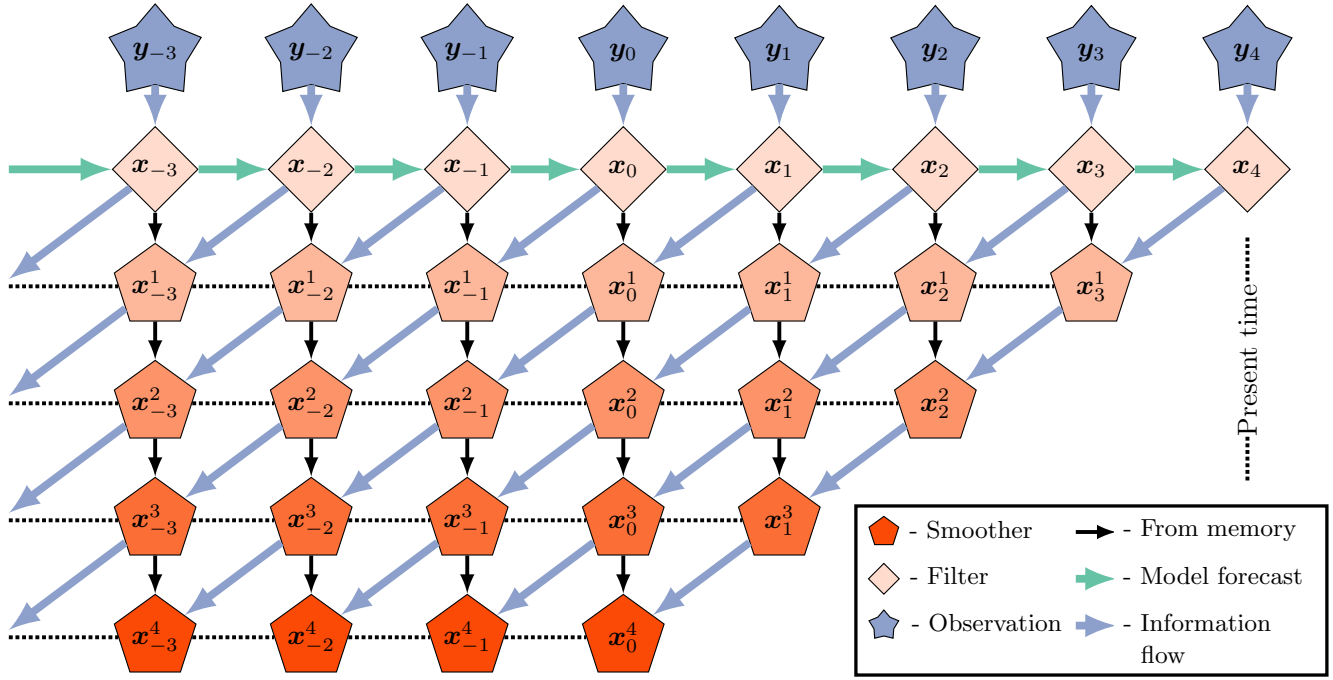 y₋₃ y₋₂ y₋₁ y₀ y₁ y₂ y₃ y₄
x₋₃ x₋₂ x₋₁ x₀ x₁ x₂ x₃ x₄
x¹₋₃ x¹₋₂ x¹₋₁ x¹₀ x¹₁ x¹₂ x¹₃
x²₋₃ x²₋₂ x²₋₁ x²₀ x²₁ x²₂
x³₋₃ x³₋₂ x³₋₁ x³₀ x³₁
x⁴₋₃ x⁴₋₂ x⁴₋₁ x⁴₀
Present time
- Smoother
- Filter
- Observation
- From memory
- Model forecast
- Information
flow